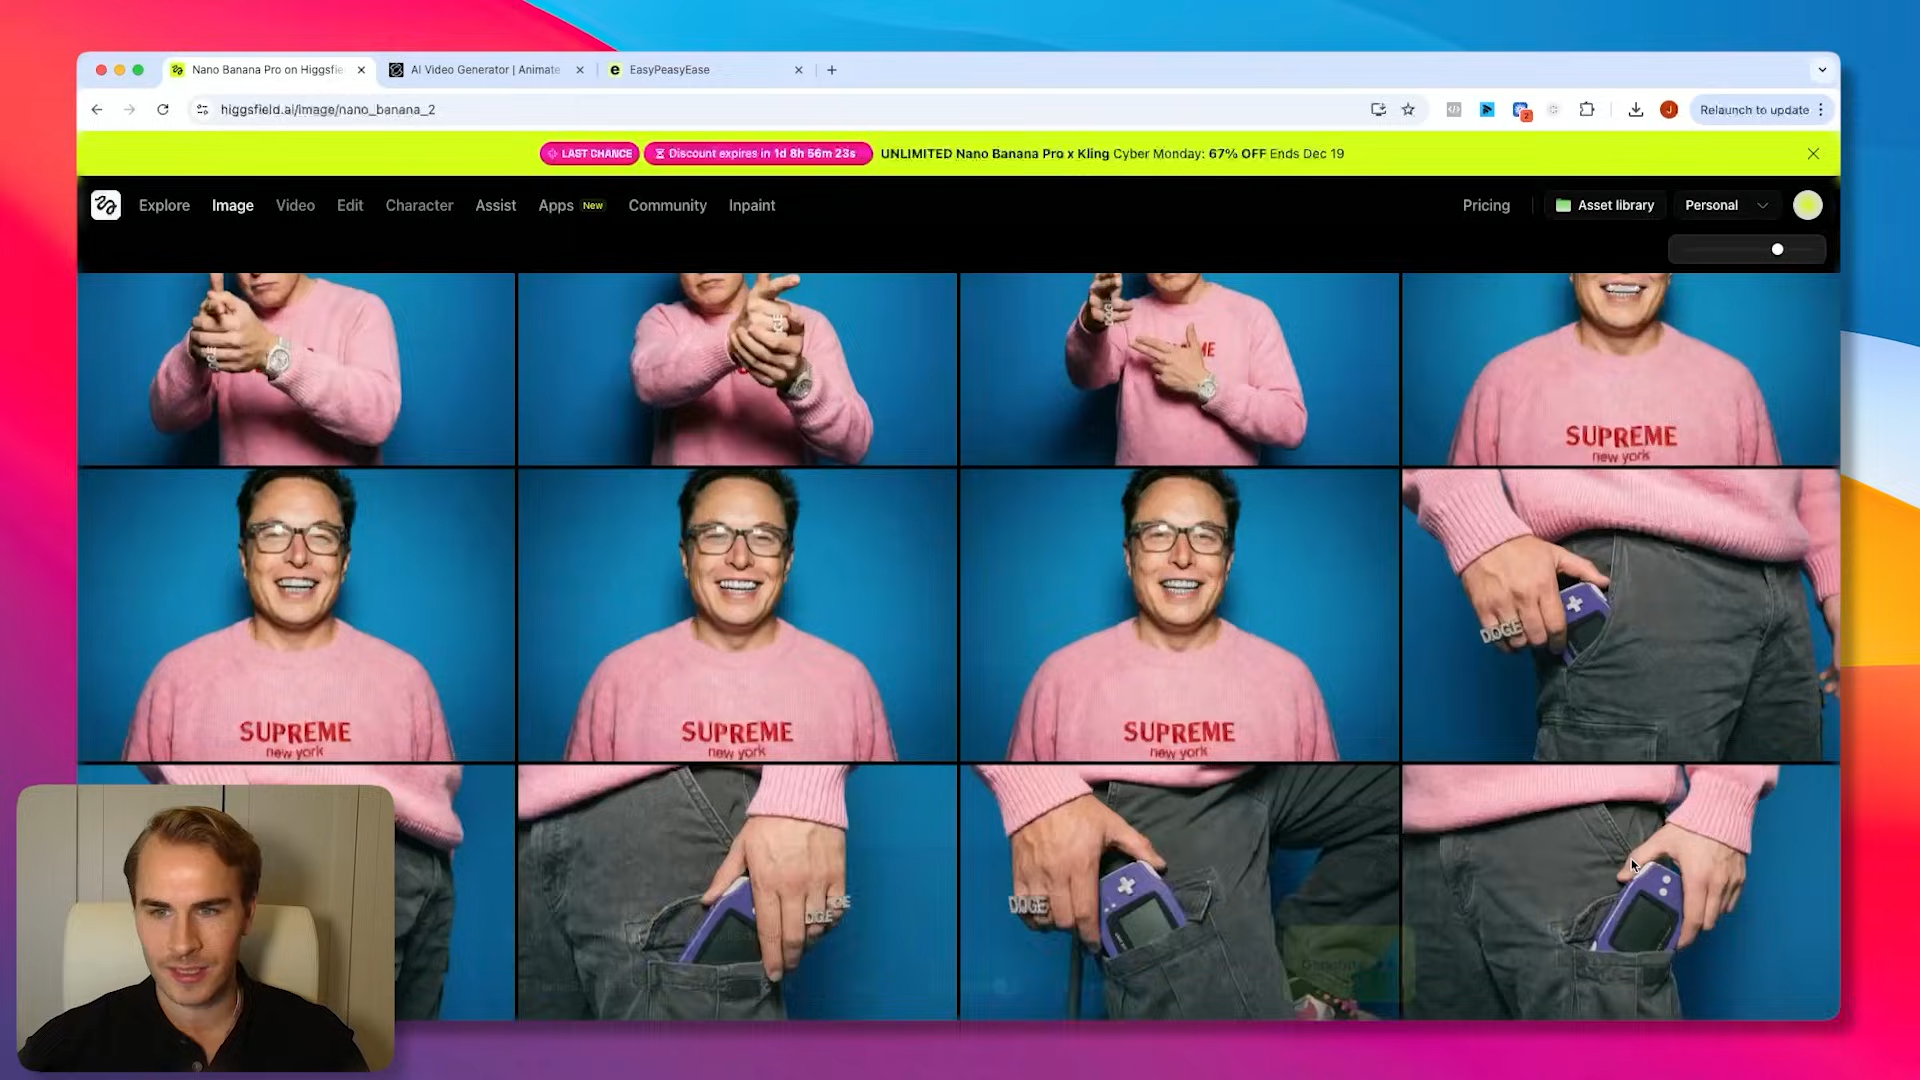 Nano Banana Pro on Higgsfie
AI Video Generator | Animate
EasyPeasyEase
higgsfield.ai/image/nano_banana_2
2
J
Relaunch to update
LAST CHANCE
Discount expires in 1d 8h 56m 23s
UNLIMITED Nano Banana Pro x Kling Cyber Monday: 67% OFF Ends Dec 19
Explore
Image
Video
Edit
Character
Assist
Apps New
Community
Inpaint
Pricing
Asset library
Personal
SUPREME
new york
SUPREME
new york
SUPREME
new york
SUPREME
new york
DOGE
DOGE
DOGE